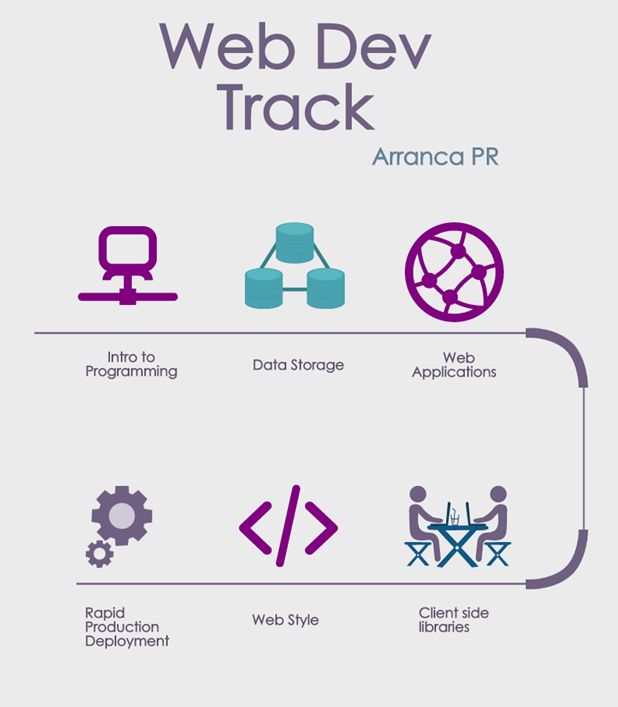 Web Dev
Track
Arranca PR
Intro to
Programming
Data Storage
Web
Applications
Rapid
Production
Deployment
Web Style
Client side
libraries